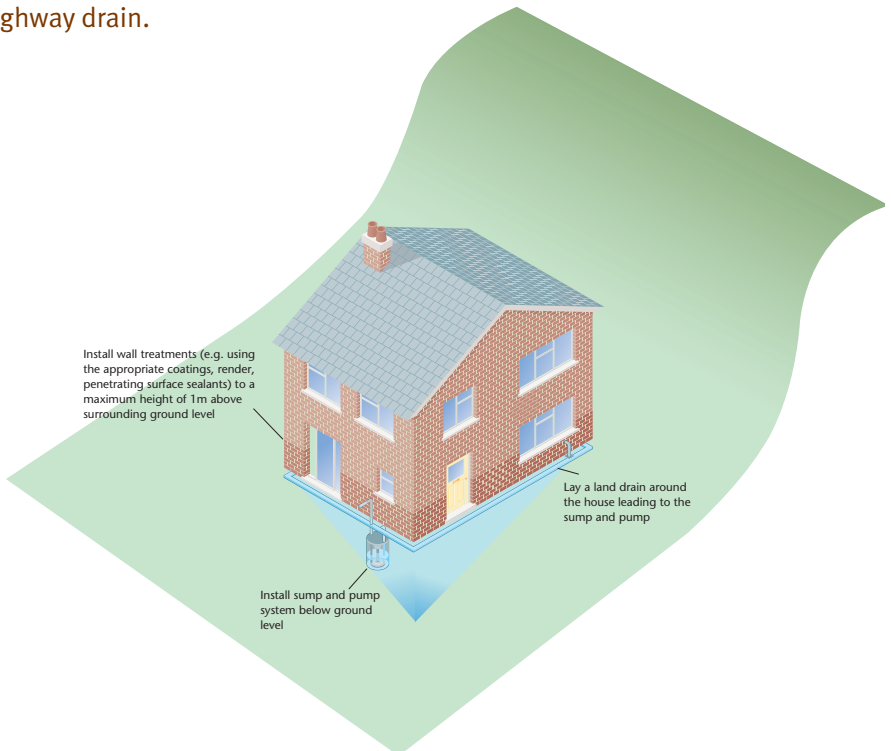 ghway drain.
Install wall treatments (e.g. using
the appropriate coatings, render,
penetrating surface sealants) to a
maximum height of 1m above
surrounding ground level
Lay a land drain around
the house leading to the
sump and pump
Install sump and pump
system below ground
level